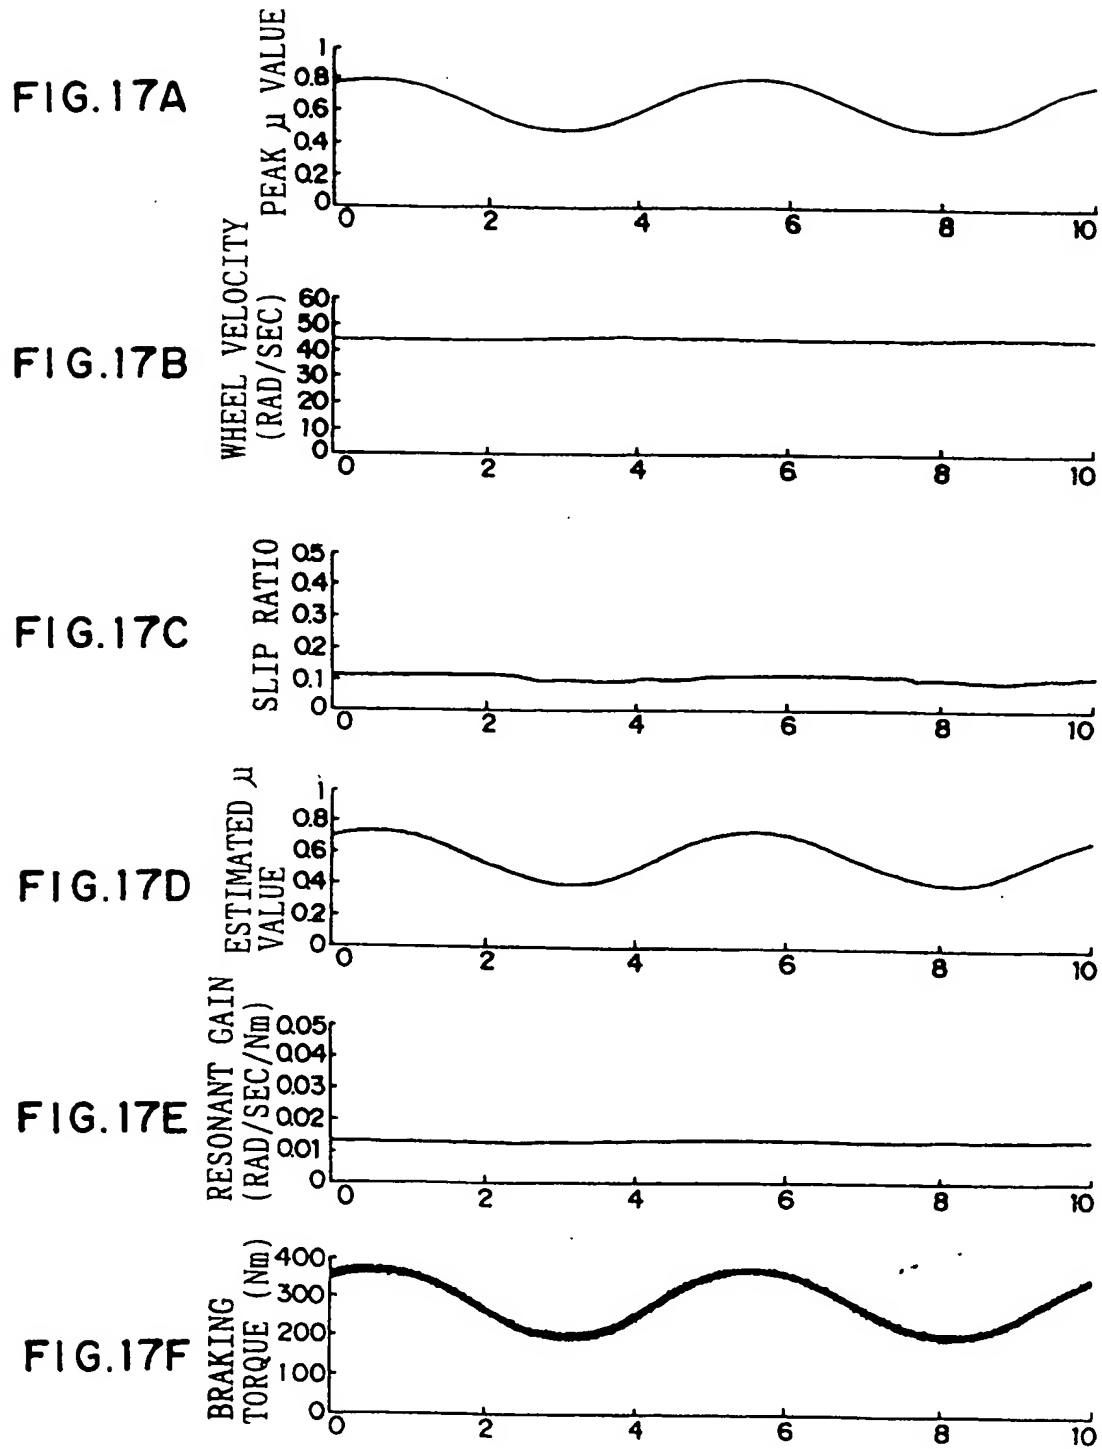 FIG.17A
PEAK μ VALUE
1
0.8
0.6
0.4
0.2
0
0 2 4 6 8 10
FIG.17B
WHEEL VELOCITY
(RAD/SEC)
60
50
40
30
20
10
0
0 2 4 6 8 10
FIG.17C
SLIP RATIO
0.5
0.4
0.3
0.2
0.1
0
0 2 4 6 8 10
FIG.17D
ESTIMATED μ
VALUE
1
0.8
0.6
0.4
0.2
0
0 2 4 6 8 10
FIG.17E
RESONANT GAIN
(RAD/SEC/Nm)
0.05
0.04
0.03
0.02
0.01
0
0 2 4 6 8 10
FIG.17F
BRAKING
TORQUE (Nm)
400
300
200
100
0
0 2 4 6 8 10